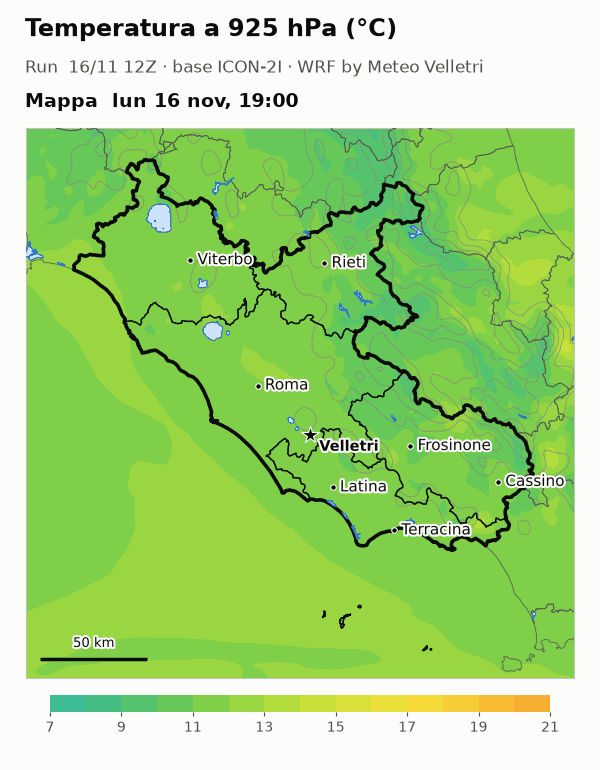 Temperatura a 925 hPa (°C)
Run  16/11 12Z · base ICON-2I · WRF by Meteo Velletri
Mappa  lun 16 nov, 19:00
Viterbo
Rieti
Roma
Velletri
Frosinone
Cassino
Latina
Terracina
50 km
7 9 11 13 15 17 19 21